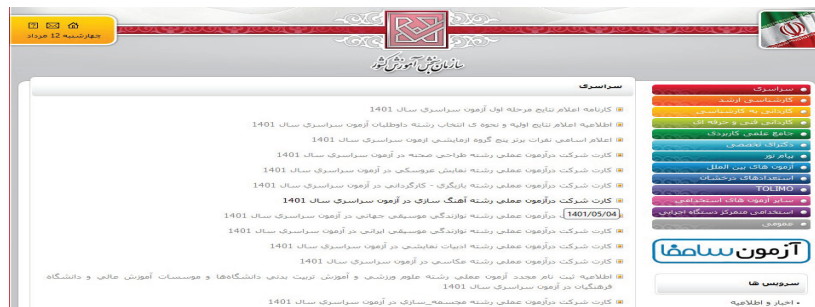 چهارشنبه 12 مرداد
سازمان سنجش آموزش کشور
سراسری
کارشناسی ارشد
کاردانی به کارشناسی
کاردانی فنی و حرفه ای
جامع علمی کاربردی
دکترای تخصصی
پیام نور
آزمون های بین الملل
استعدادهای درخشان
TOLIMO
سایر آزمون های استخدامی
استخدامی متمرکز دستگاه اجرایی
عمومی
آزمون
سرویس ها
اخبار و اطلاعیه
سراسری
کارنامه اعلام نتایج مرحله اول آزمون سراسری سال 1401
اطلاعیه اعلام نتایج اولیه و نحوه ی انتخاب رشته داوطلبان آزمون سراسری سال 1401
اعلام اسامی نفرات برتر پنج گروه آزمایشی آزمون سراسری سال 1401
کارت شرکت درآزمون عملی رشته طراحی صحنه در آزمون سراسری سال 1401
کارت شرکت درآزمون عملی رشته نمایش عروسکی در آزمون سراسری سال 1401
کارت شرکت درآزمون عملی رشته بازیگری - کارگردانی در آزمون سراسری سال 1401
کارت شرکت درآزمون عملی رشته آهنگ سازی در آزمون سراسری سال 1401
درآزمون عملی رشته نوازندگی موسیقی جهانی در آزمون سراسری سال 1401
1401/05/04
کارت شرکت درآزمون عملی رشته نوازندگی موسیقی ایرانی در آزمون سراسری سال 1401
کارت شرکت درآزمون عملی رشته ادبیات نمایشی در آزمون سراسری سال 1401
کارت شرکت درآزمون عملی رشته عکاسی در آزمون سراسری سال 1401
اطلاعیه ثبت نام مجدد آزمون عملی رشته علوم ورزشی و آموزش تربیت بدنی دانشگاه‌ها و موسسات آموزش عالی و دانشگاه
فرهنگیان در آزمون سراسری سال 1401
کارت شرکت درآزمون عملی رشته مجسمه_سازی در آزمون سراسری سال 1401